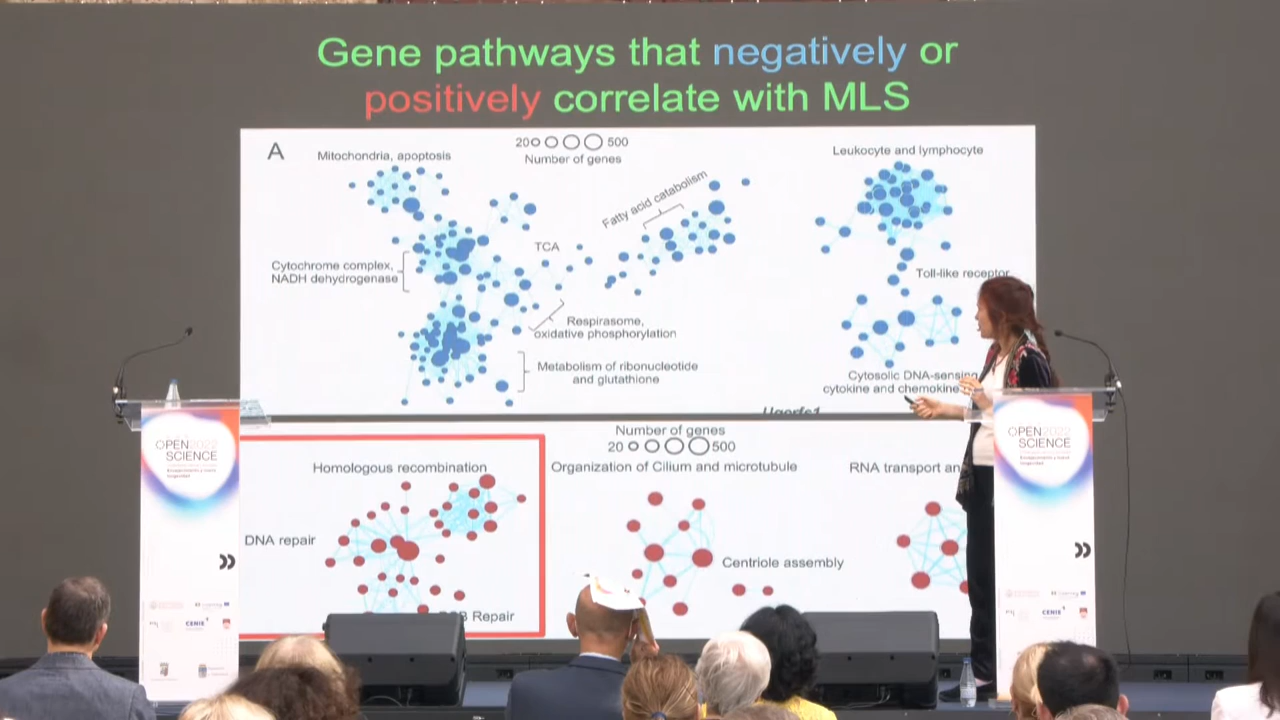 Gene pathways that negatively or
positively correlate with MLS
A
Mitochondria, apoptosis
20 500
Number of genes
Leukocyte and lymphocyte
Fatty acid catabolism
TCA
Cytochrome complex,
NADH dehydrogenase
Toll-like receptor
Respirasome,
oxidative phosphorylation
Metabolism of ribonucleotide
and glutathione
Cytosolic DNA-sensing
cytokine and chemokine
Number of genes
20 500
Homologous recombination
Organization of Cilium and microtubule
RNA transport an
DNA repair
Centriole assembly
Repair
OPEN2022
SCIENCE
CENIE
OPEN2022
SCIENCE
CENIE